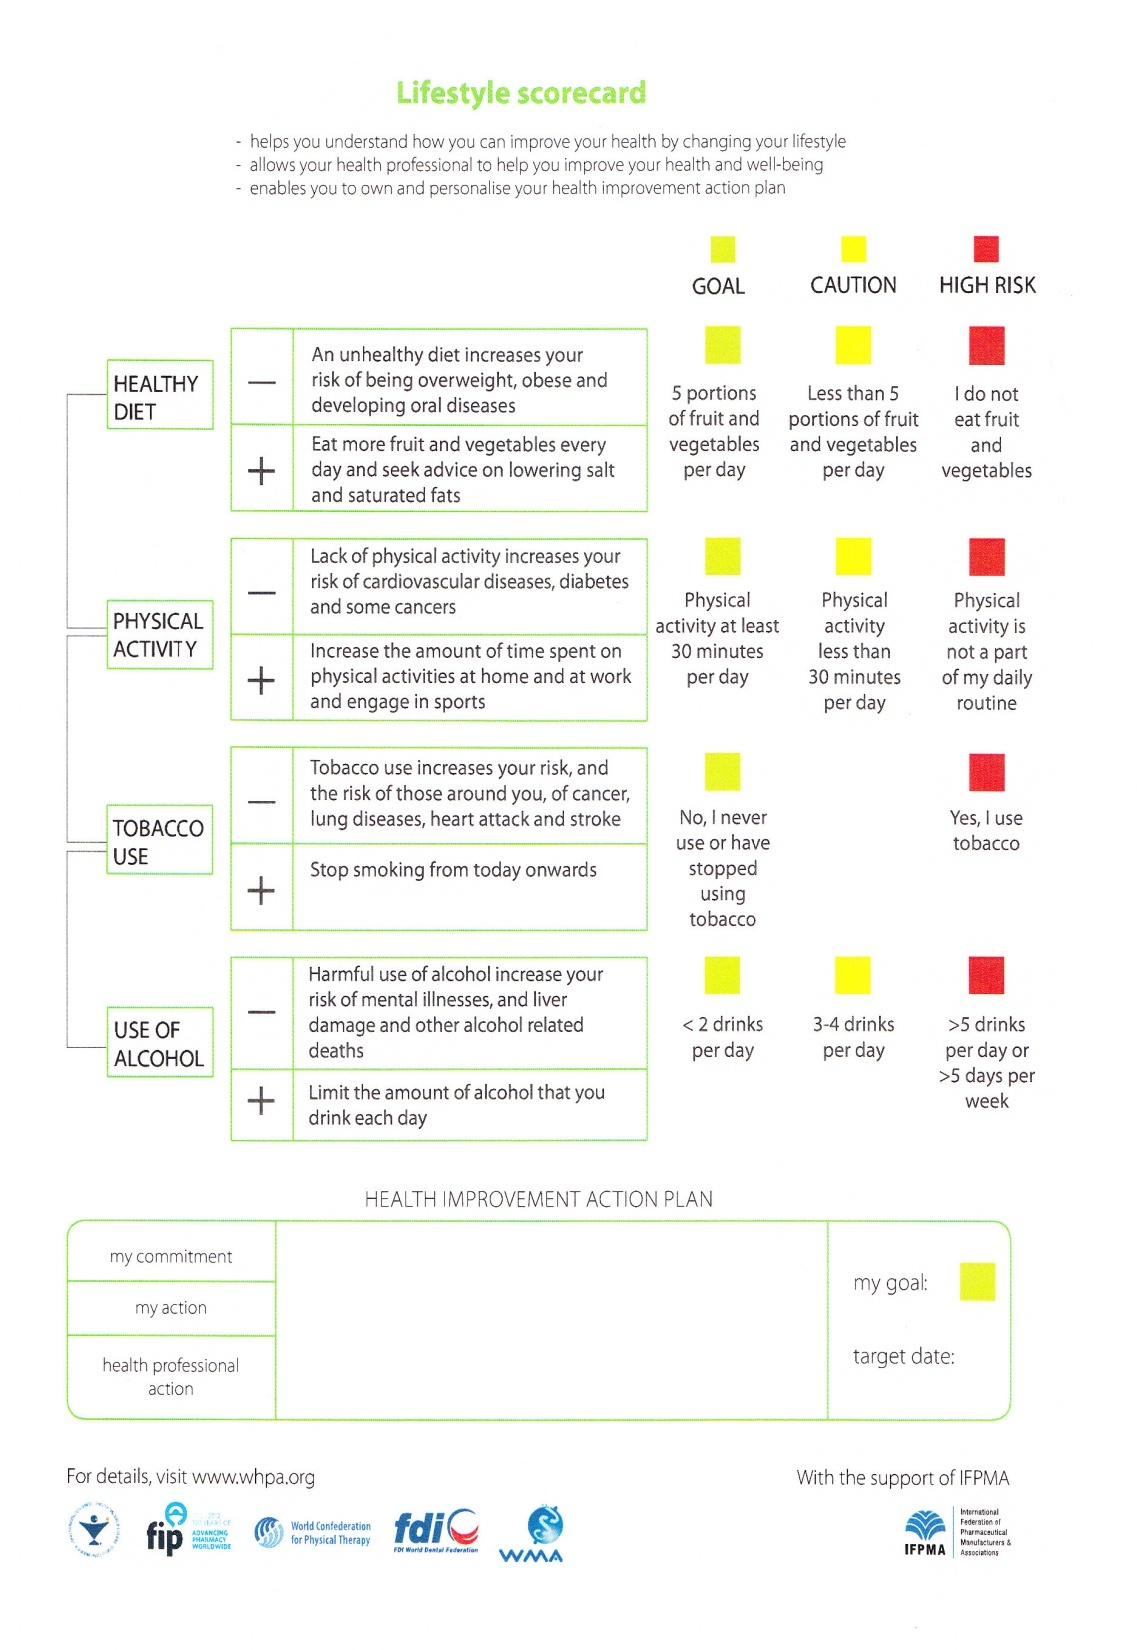 Lifestyle scorecard
- helps you understand how you can improve your health by changing your lifestyle
- allows your health professional to help you improve your health and well-being
- enables you to own and personalise your health improvement action plan
GOAL
CAUTION
HIGH RISK
HEALTHY
DIET
–
An unhealthy diet increases your
risk of being overweight, obese and
developing oral diseases
+
Eat more fruit and vegetables every
day and seek advice on lowering salt
and saturated fats
5 portions
of fruit and
vegetables
per day
Less than 5
portions of fruit
and vegetables
per day
I do not
eat fruit
and
vegetables
PHYSICAL
ACTIVITY
–
Lack of physical activity increases your
risk of cardiovascular diseases, diabetes
and some cancers
+
Increase the amount of time spent on
physical activities at home and at work
and engage in sports
Physical
activity at least
30 minutes
per day
Physical
activity
less than
30 minutes
per day
Physical
activity is
not a part
of my daily
routine
TOBACCO
USE
–
Tobacco use increases your risk, and
the risk of those around you, of cancer,
lung diseases, heart attack and stroke
+
Stop smoking from today onwards
No, I never
use or have
stopped
using
tobacco
Yes, I use
tobacco
USE OF
ALCOHOL
–
Harmful use of alcohol increase your
risk of mental illnesses, and liver
damage and other alcohol related
deaths
+
Limit the amount of alcohol that you
drink each day
< 2 drinks
per day
3-4 drinks
per day
>5 drinks
per day or
>5 days per
week
HEALTH IMPROVEMENT ACTION PLAN
my commitment
my action
health professional
action
my goal:
target date:
For details, visit www.whpa.org
With the support of IFPMA
fip
ADVANCING
PHARMACY
WORLDWIDE
World Confederation
for Physical Therapy
fdi
FDI World Dental Federation
WMA
IFPMA
International
Federation of
Pharmaceutical
Manufacturers &
Associations